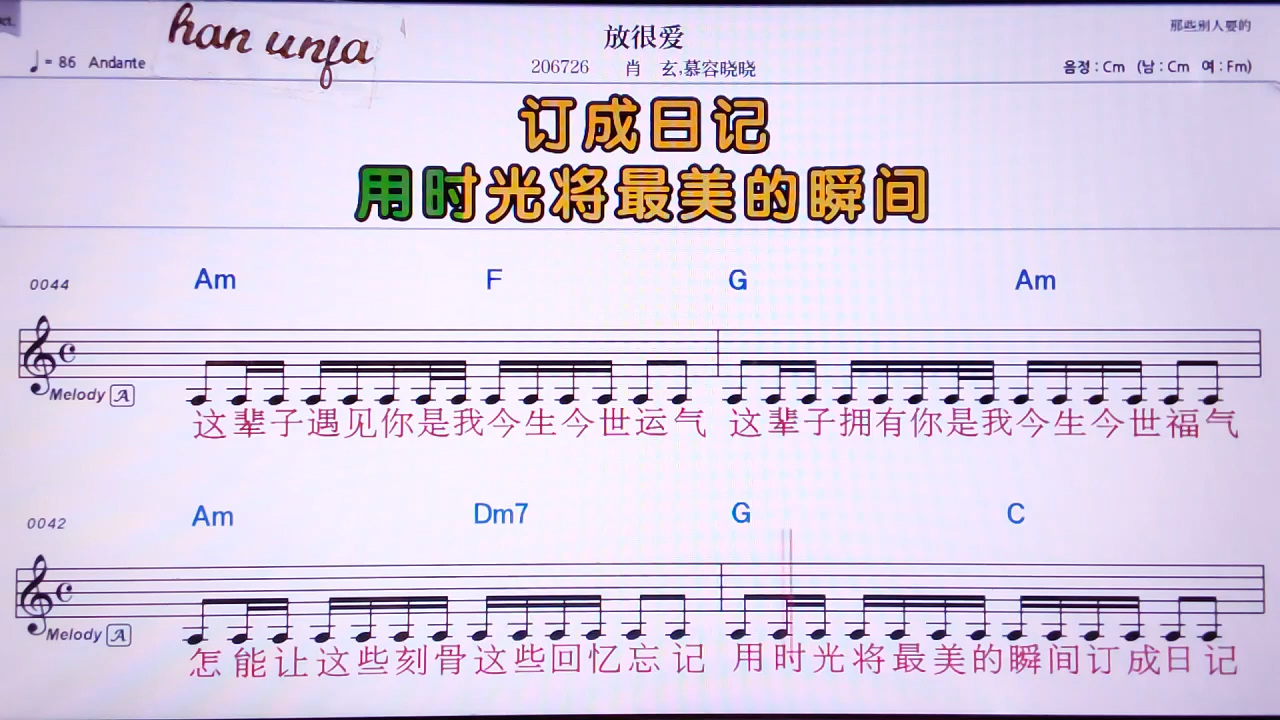 ct.
han unfa
放很爱
那些别人要的
♩= 86 Andante
206726 肖 玄,慕容晓晓
음정 : Cm (남 : Cm 여 : Fm)
订成日记
用时光将最美的瞬间
0044 Am F G Am
Melody A
这辈子遇见你是我今生今世运气 这辈子拥有你是我今生今世福气
0042 Am Dm7 G C
Melody A
怎能让这些刻骨这些回忆忘记 用时光将最美的瞬间订成日记